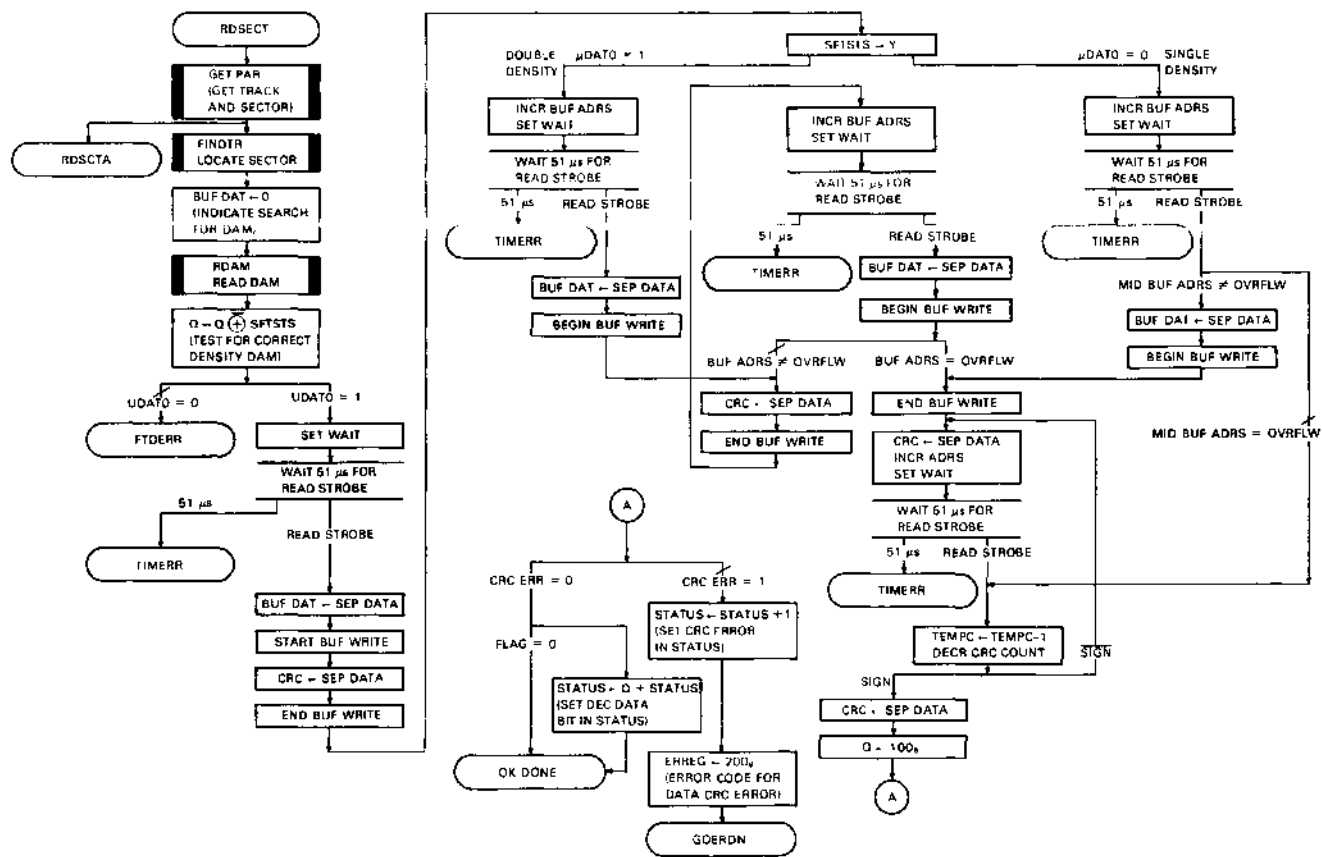 RDSECT
GET PAR
(GET TRACK
AND SECTOR)
RDSCTA
FINDTR
LOCATE SECTOR
BUF DAT ← 0
(INDICATE SEARCH
FOR DAM)
RDAM
READ DAM
Q ← Q ⊕ SFTSTS
(TEST FOR CORRECT
DENSITY DAM)
UDAT0 = 0
UDAT0 = 1
FTDERR
SET WAIT
WAIT 51 μs FOR
READ STROBE
51 μs
READ STROBE
TIMERR
BUF DAT ← SEP DATA
START BUF WRITE
CRC ← SEP DATA
END BUF WRITE
SFTSTS → Y
DOUBLE
DENSITY
μDAT0 = 1
μDAT0 = 0
SINGLE
DENSITY
INCR BUF ADRS
SET WAIT
WAIT 51 μs FOR
READ STROBE
51 μs
READ STROBE
TIMERR
BUF DAT ← SEP DATA
BEGIN BUF WRITE
INCR BUF ADRS
SET WAIT
WAIT 51 μs FOR
READ STROBE
51 μs
READ STROBE
TIMERR
BUF DAT ← SEP DATA
BEGIN BUF WRITE
BUF ADRS ≠ OVRFLW
BUF ADRS = OVRFLW
CRC ← SEP DATA
END BUF WRITE
INCR BUF ADRS
SET WAIT
WAIT 51 μs FOR
READ STROBE
51 μs
READ STROBE
TIMERR
MID BUF ADRS ≠ OVRFLW
BUF DAT ← SEP DATA
BEGIN BUF WRITE
MID BUF ADRS = OVRFLW
END BUF WRITE
CRC ← SEP DATA
INCR ADRS
SET WAIT
WAIT 51 μs FOR
READ STROBE
51 μs
READ STROBE
TIMERR
TEMPC ← TEMPC-1
DECR CRC COUNT
SIGN
SIGN
CRC ← SEP DATA
Q ← 100₈
A
A
CRC ERR = 0
CRC ERR = 1
FLAG = 0
STATUS ← STATUS +1
(SET CRC ERROR
IN STATUS)
STATUS ← Q + STATUS
(SET DEC DATA
BIT IN STATUS)
OK DONE
ERREG ← 200₈
(ERROR CODE FOR
DATA CRC ERROR)
GOERDN